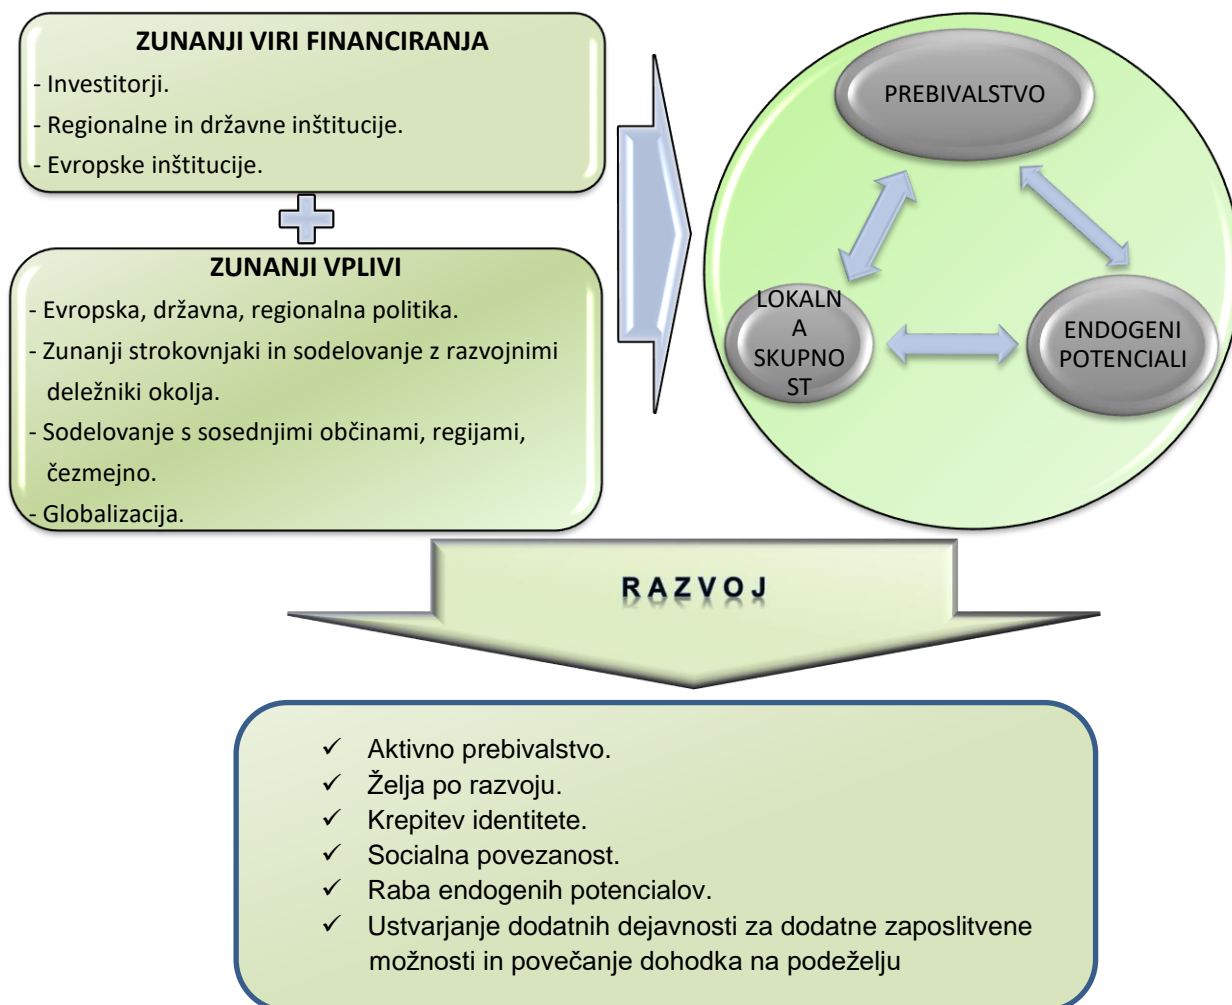 ZUNANJI VIRI FINANCIRANJA
- Investitorji.
- Regionalne in državne inštitucije.
- Evropske inštitucije.
ZUNANJI VPLIVI
- Evropska, državna, regionalna politika.
- Zunanji strokovnjaki in sodelovanje z razvojnimi
deležniki okolja.
- Sodelovanje s sosednjimi občinami, regijami,
čezmejno.
- Globalizacija.
PREBIVALSTVO
LOKALN
A
SKUPNO
ST
ENDOGENI
POTENCIALI
RAZVOJ
✓ Aktivno prebivalstvo.
✓ Želja po razvoju.
✓ Krepitev identitete.
✓ Socialna povezanost.
✓ Raba endogenih potencialov.
✓ Ustvarjanje dodatnih dejavnosti za dodatne zaposlitvene
možnosti in povečanje dohodka na podeželju